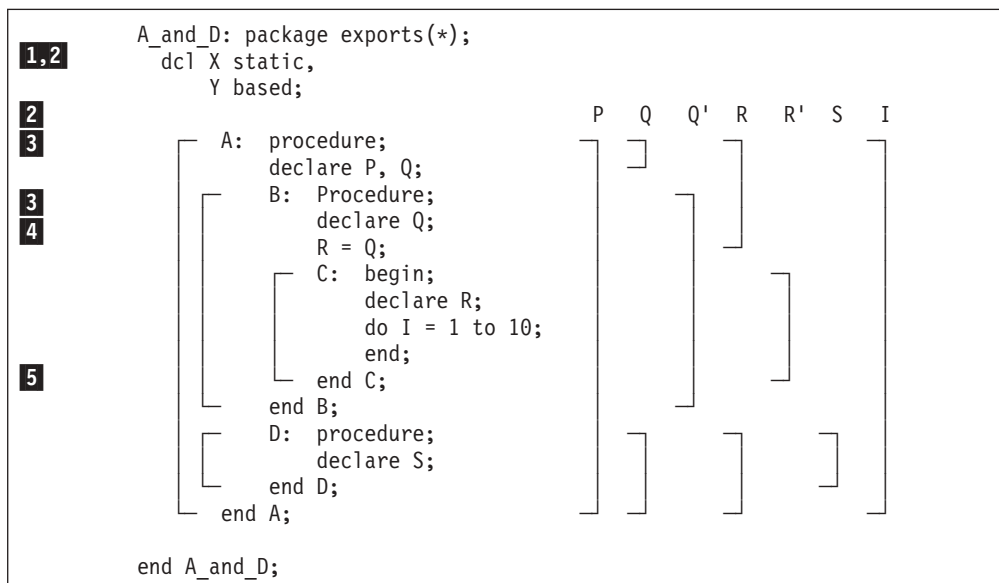 A_and_D: package exports(*);
1,2 dcl X static,
Y based;
2 P Q Q' R R' S I
3 A: procedure;
declare P, Q;
3 B: Procedure;
4 declare Q;
R = Q;
C: begin;
declare R;
do I = 1 to 10;
end;
5 end C;
end B;
D: procedure;
declare S;
end D;
end A;
end A_and_D;